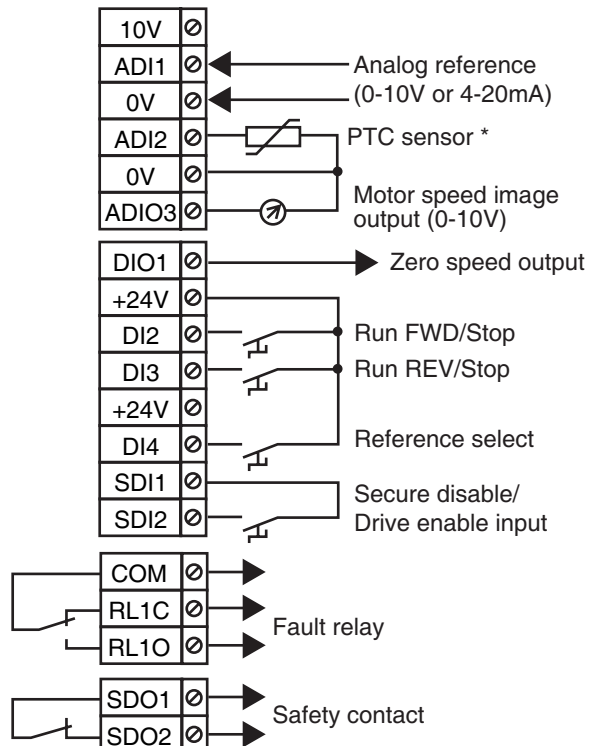 10V
ADI1
Analog reference
0V
(0-10V or 4-20mA)
ADI2
PTC sensor *
0V
Motor speed image
ADIO3
output (0-10V)
DIO1
Zero speed output
+24V
DI2
Run FWD/Stop
DI3
Run REV/Stop
+24V
DI4
Reference select
SDI1
Secure disable/
SDI2
Drive enable input
COM
RL1C
Fault relay
RL1O
SDO1
Safety contact
SDO2